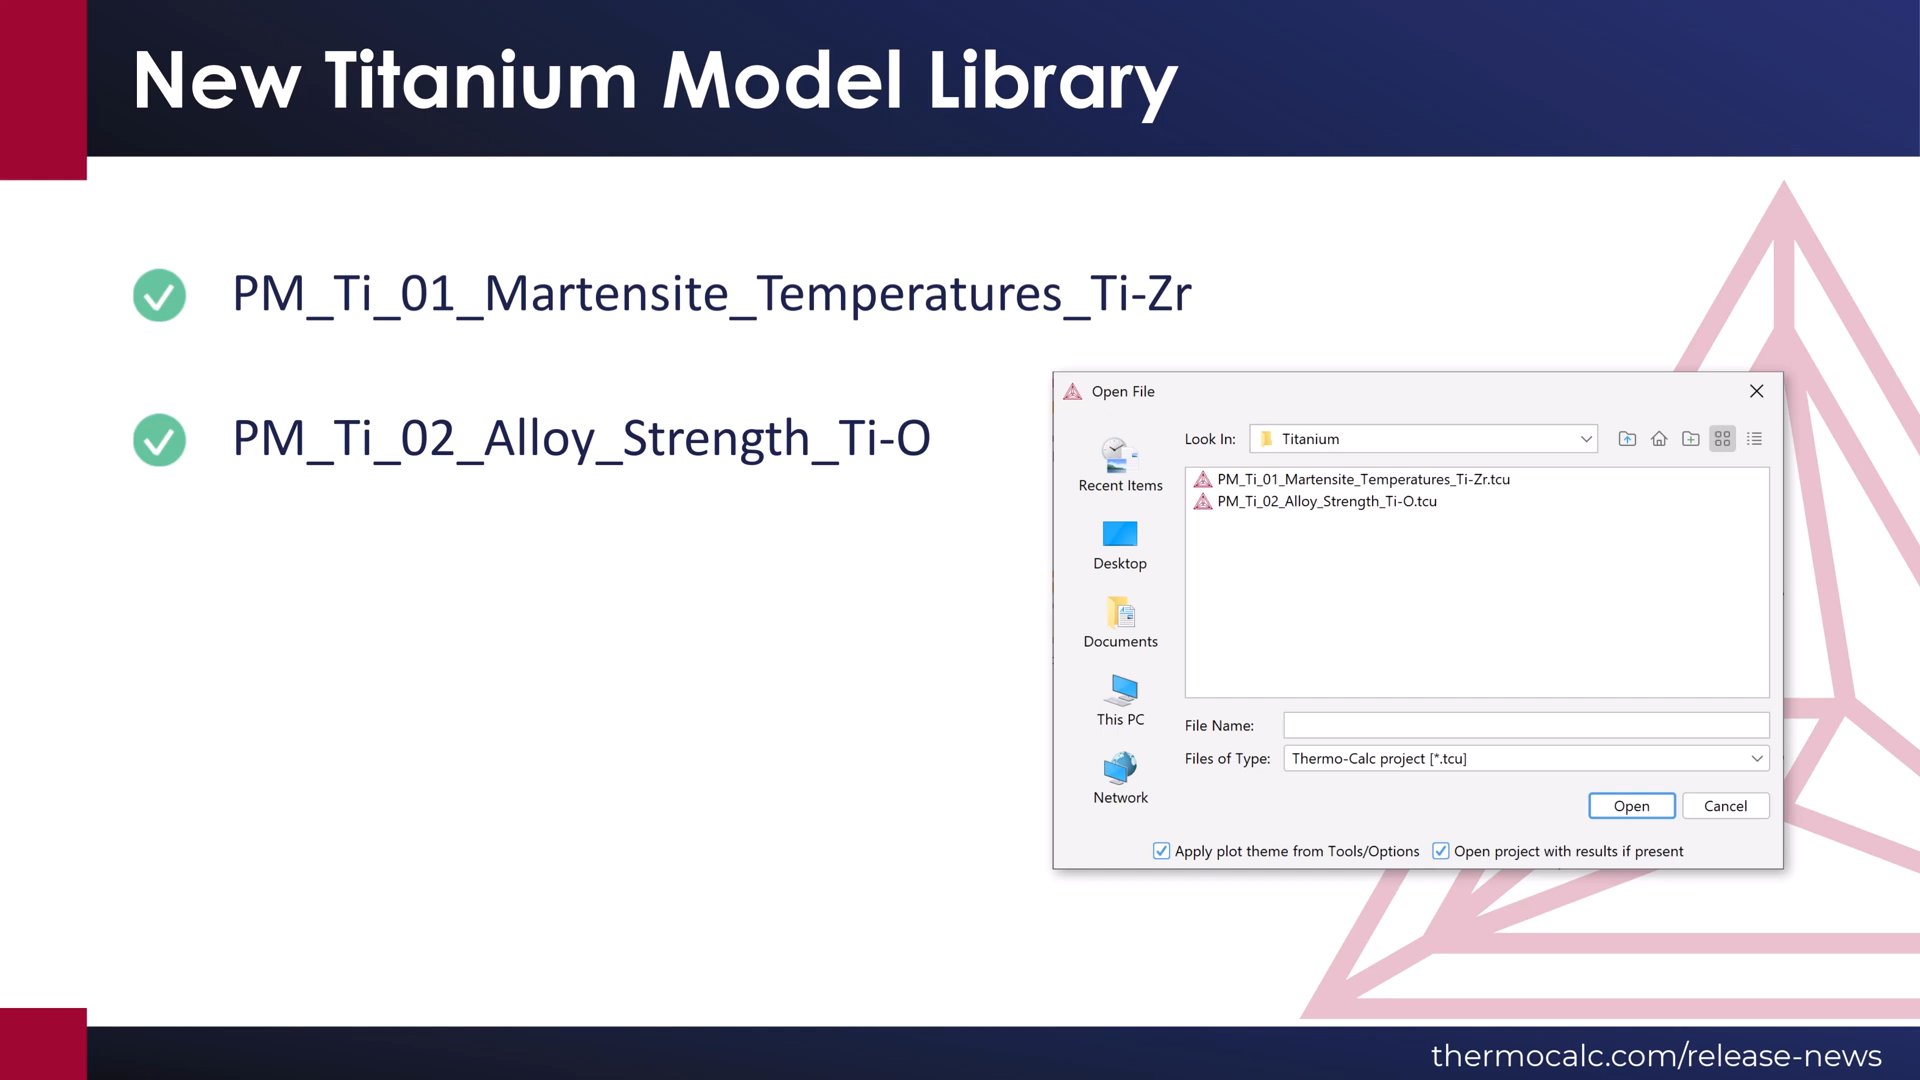 New Titanium Model Library
PM_Ti_01_Martensite_Temperatures_Ti-Zr
PM_Ti_02_Alloy_Strength_Ti-O
Open File
Look In: Titanium
Recent Items
Desktop
Documents
This PC
Network
PM_Ti_01_Martensite_Temperatures_Ti-Zr.tcu
PM_Ti_02_Alloy_Strength_Ti-O.tcu
File Name:
Files of Type: Thermo-Calc project [*.tcu]
Open Cancel
Apply plot theme from Tools/Options Open project with results if present
thermocalc.com/release-news